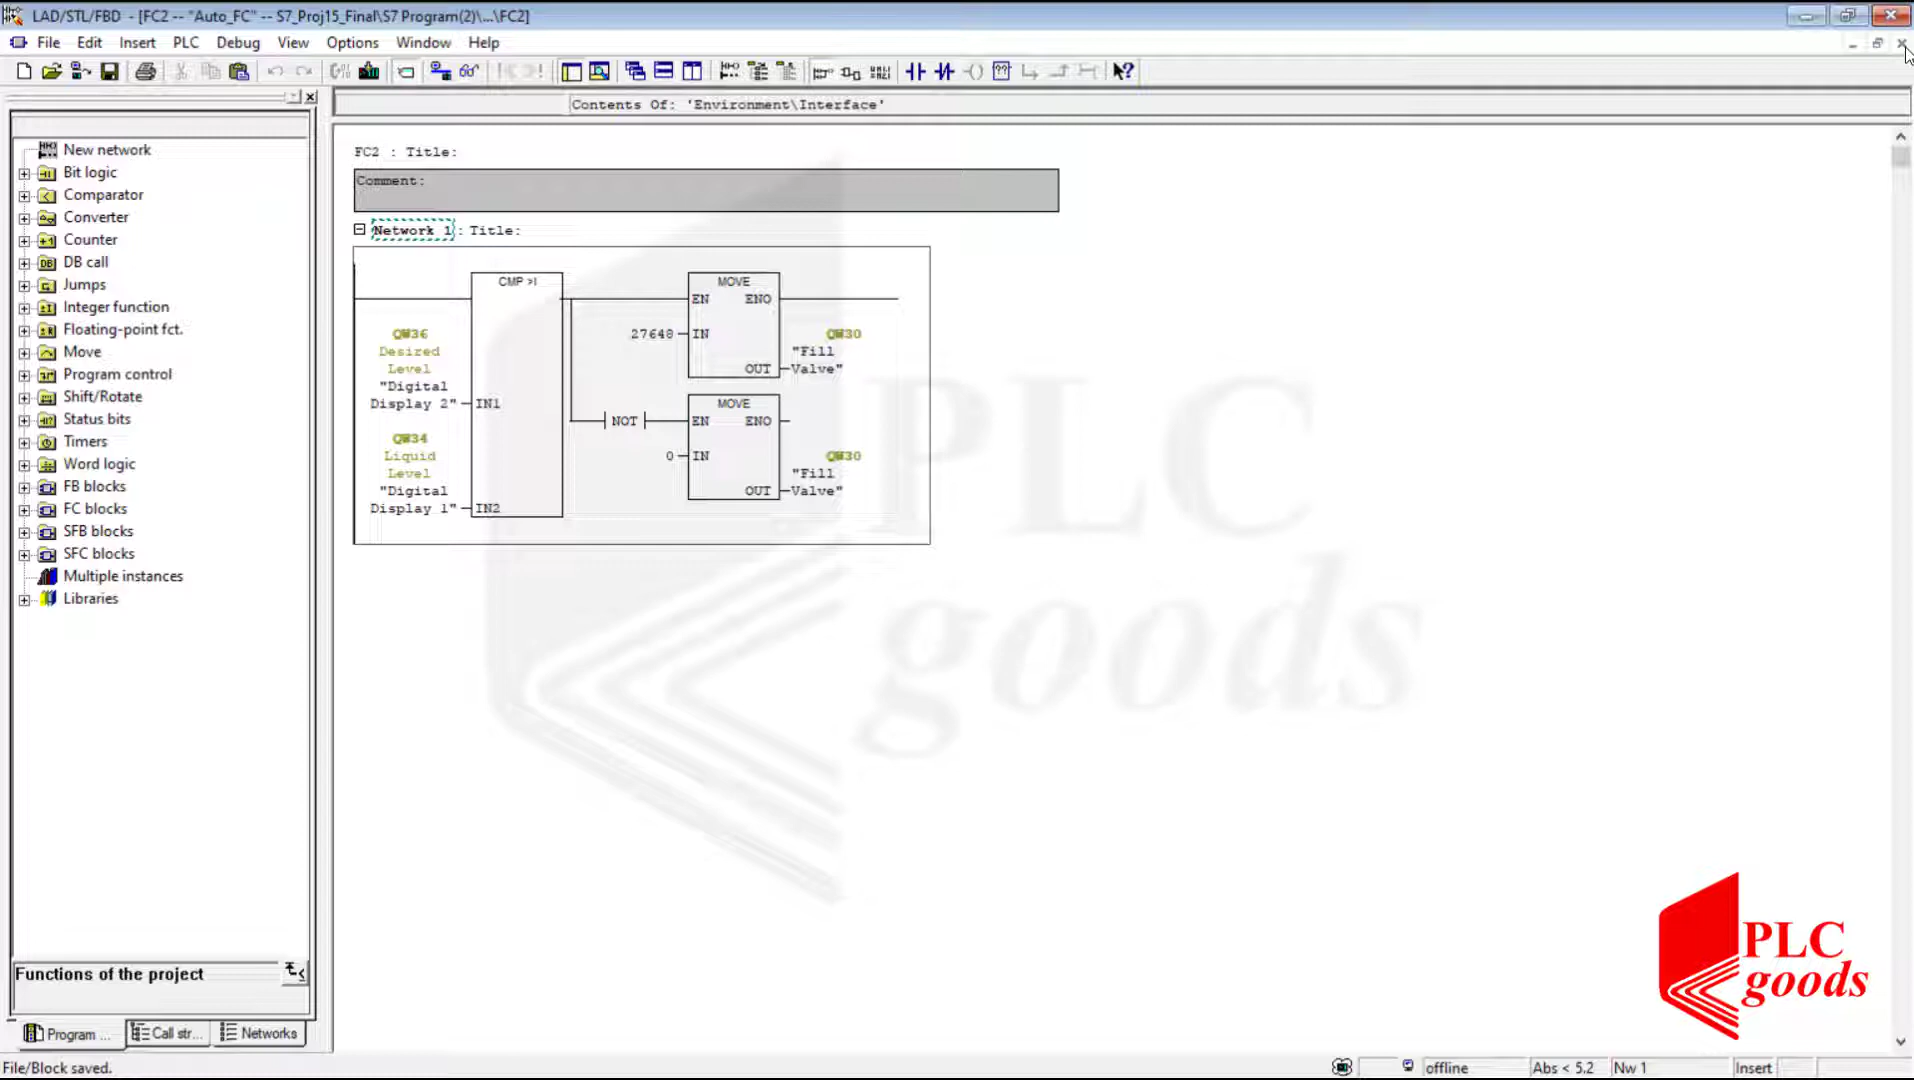 LAD/STL/FBD - [FC2 -- "Auto_FC" -- S7_Proj15_Final\S7 Program(2)\...\FC2]
File Edit Insert PLC Debug View Options Window Help
Contents Of: 'Environment\Interface'
New network
Bit logic
Comparator
Converter
Counter
DB call
Jumps
Integer function
Floating-point fct.
Move
Program control
Shift/Rotate
Status bits
Timers
Word logic
FB blocks
FC blocks
SFB blocks
SFC blocks
Multiple instances
Libraries
Functions of the project
Program ... Call str... Networks
FC2 : Title:
Comment:
Network 1 : Title:
CMP >I
QW36
Desired
Level
"Digital
Display 2"
IN1
QW34
Liquid
Level
"Digital
Display 1"
IN2
MOVE
EN ENO
27648 IN
OUT
QW30
"Fill
Valve"
NOT
MOVE
EN ENO
0 IN
OUT
QW30
"Fill
Valve"
PLC
goods
PLC
goods
File/Block saved.
offline
Abs < 5.2
Nw 1
Insert